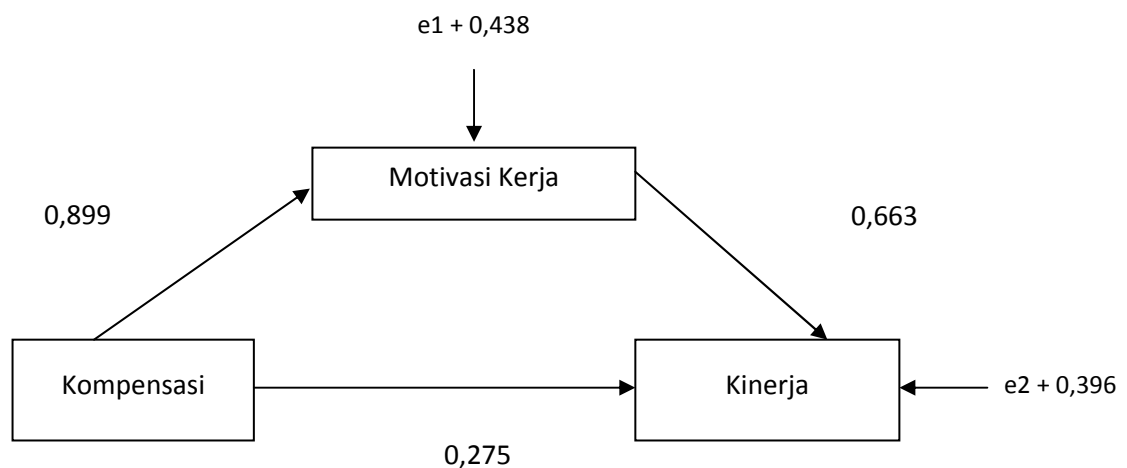 e1 + 0,438
Motivasi Kerja
0,899
0,663
Kompensasi
Kinerja
e2 + 0,396
0,275